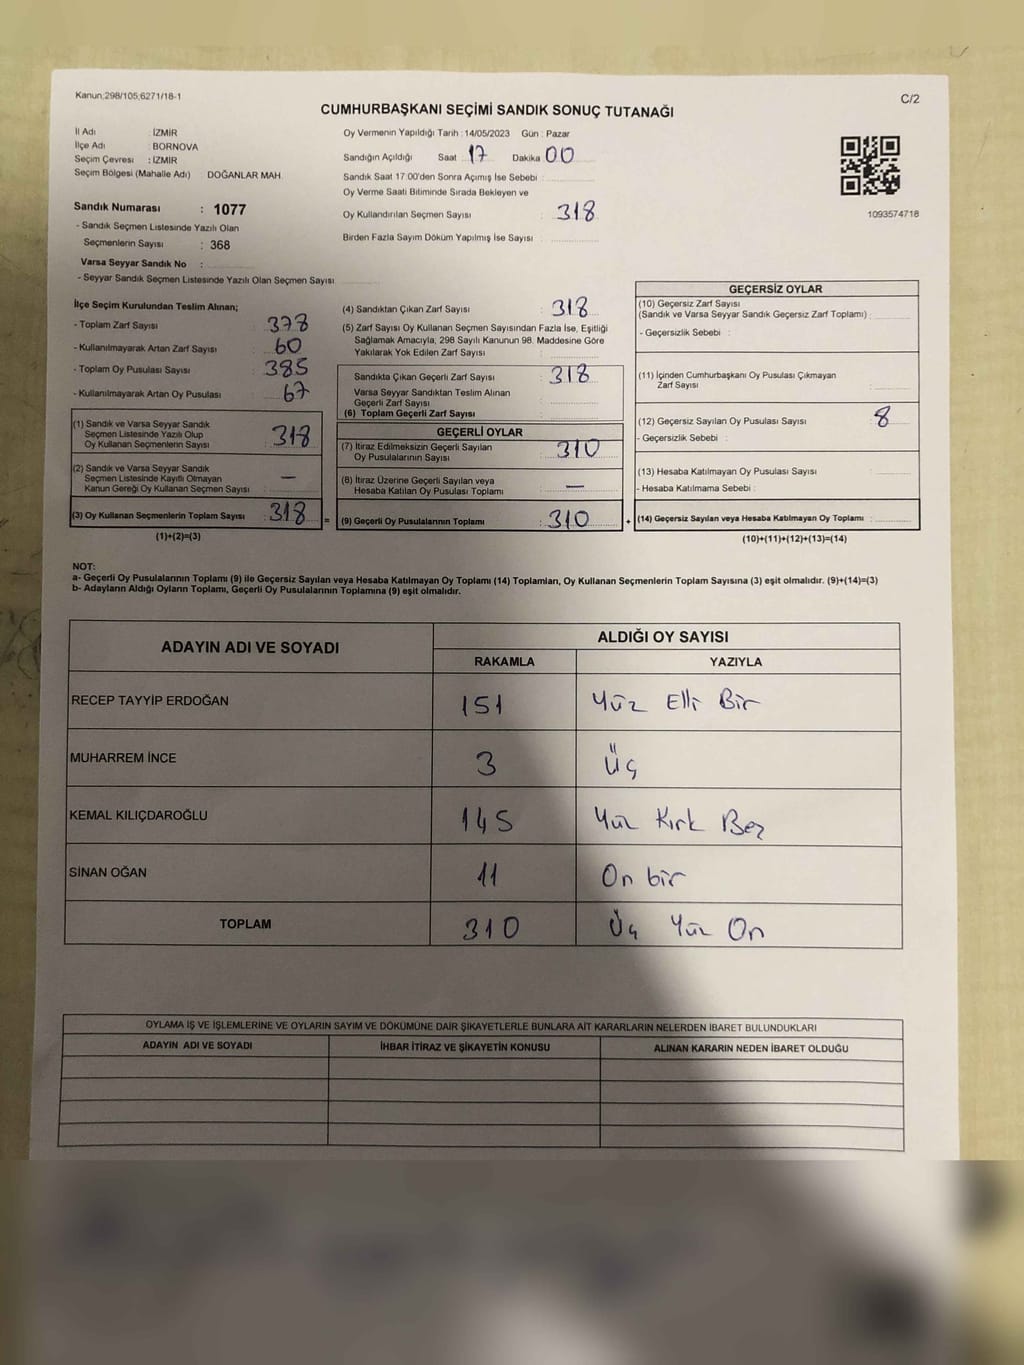 Kanun;298/105;6271/18-1
C/2
CUMHURBAŞKANI SEÇİMİ SANDIK SONUÇ TUTANAĞI
İl Adı : İZMİR
İlçe Adı : BORNOVA
Seçim Çevresi : İZMİR
Seçim Bölgesi (Mahalle Adı) : DOĞANLAR MAH.
Sandık Numarası : 1077
- Sandık Seçmen Listesinde Yazılı Olan
Seçmenlerin Sayısı : 368
Varsa Seyyar Sandık No :
- Seyyar Sandık Seçmen Listesinde Yazılı Olan Seçmen Sayısı
Oy Vermenin Yapıldığı Tarih : 14/05/2023 Gün : Pazar
Sandığın Açıldığı Saat 17 Dakika 00
Sandık Saat 17:00'den Sonra Açımış İse Sebebi :
Oy Verme Saati Bitiminde Sırada Bekleyen ve
Oy Kullandırılan Seçmen Sayısı : 318
Birden Fazla Sayım Döküm Yapılmış İse Sayısı :
1093574718
İlçe Seçim Kurulundan Teslim Alınan;
- Toplam Zarf Sayısı : 378
- Kullanılmayarak Artan Zarf Sayısı : 60
- Toplam Oy Pusulası Sayısı : 385
- Kullanılmayarak Artan Oy Pusulası : 67
(1) Sandık ve Varsa Seyyar Sandık
Seçmen Listesinde Yazılı Olup
Oy Kullanan Seçmenlerin Sayısı : 318
(2) Sandık ve Varsa Seyyar Sandık
Seçmen Listesinde Kayıtlı Olmayan
Kanun Gereği Oy Kullanan Seçmen Sayısı : —
(3) Oy Kullanan Seçmenlerin Toplam Sayısı : 318
(1)+(2)=(3)
(4) Sandıktan Çıkan Zarf Sayısı : 318
(5) Zarf Sayısı Oy Kullanan Seçmen Sayısından Fazla İse, Eşitliği
Sağlamak Amacıyla, 298 Sayılı Kanunun 98. Maddesine Göre
Yakılarak Yok Edilen Zarf Sayısı :
Sandıkta Çıkan Geçerli Zarf Sayısı : 318
Varsa Seyyar Sandıktan Teslim Alınan
Geçerli Zarf Sayısı :
(6) Toplam Geçerli Zarf Sayısı :
GEÇERLİ OYLAR
(7) İtiraz Edilmeksizin Geçerli Sayılan
Oy Pusulalarının Sayısı : 310
(8) İtiraz Üzerine Geçerli Sayılan veya
Hesaba Katılan Oy Pusulası Toplamı : —
= (9) Geçerli Oy Pusulalarının Toplamı : 310 +
GEÇERSİZ OYLAR
(10) Geçersiz Zarf Sayısı
(Sandık ve Varsa Seyyar Sandık Geçersiz Zarf Toplamı) :
- Geçersizlik Sebebi :
(11) İçinden Cumhurbaşkanı Oy Pusulası Çıkmayan
Zarf Sayısı :
(12) Geçersiz Sayılan Oy Pusulası Sayısı : 8
- Geçersizlik Sebebi :
(13) Hesaba Katılmayan Oy Pusulası Sayısı :
- Hesaba Katılmama Sebebi :
(14) Geçersiz Sayılan veya Hesaba Katılmayan Oy Toplamı :
(10)+(11)+(12)+(13)=(14)
NOT:
a- Geçerli Oy Pusulalarının Toplamı (9) ile Geçersiz Sayılan veya Hesaba Katılmayan Oy Toplamı (14) Toplamları, Oy Kullanan Seçmenlerin Toplam Sayısına (3) eşit olmalıdır. (9)+(14)=(3)
b- Adayların Aldığı Oyların Toplamı, Geçerli Oy Pusulalarının Toplamına (9) eşit olmalıdır.
ADAYIN ADI VE SOYADI ALDIĞI OY SAYISI
RAKAMLA YAZIYLA
RECEP TAYYİP ERDOĞAN 151 Yüz Elli Bir
MUHARREM İNCE 3 Üç
KEMAL KILIÇDAROĞLU 145 Yüz Kırk Beş
SİNAN OĞAN 11 On bir
TOPLAM 310 Üç Yüz On
OYLAMA İŞ VE İŞLEMLERİNE VE OYLARIN SAYIM VE DÖKÜMÜNE DAİR ŞİKAYETLERLE BUNLARA AİT KARARLARIN NELERDEN İBARET BULUNDUKLARI
ADAYIN ADI VE SOYADI İHBAR İTİRAZ VE ŞİKAYETİN KONUSU ALINAN KARARIN NEDEN İBARET OLDUĞU